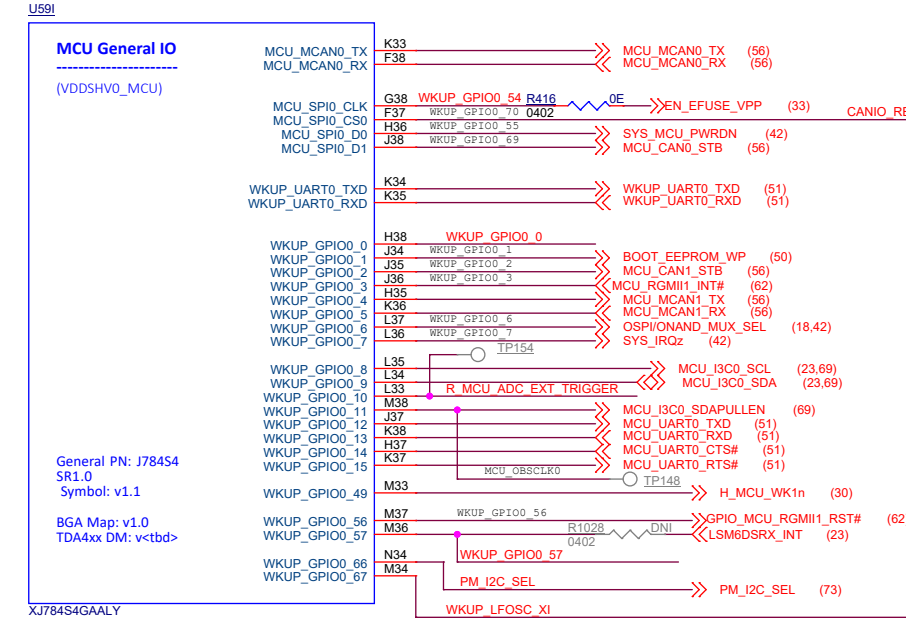 U59I
MCU General IO
----------------------
(VDDSHV0_MCU)
MCU_MCAN0_TX K33 MCU_MCAN0_TX (56)
MCU_MCAN0_RX F38 MCU_MCAN0_RX (56)
MCU_SPI0_CLK G38 WKUP_GPIO0_54 R416 0E EN_EFUSE_VPP (33)
MCU_SPI0_CS0 F37 WKUP_GPIO0_70 0402 CANIO_RE
MCU_SPI0_D0 H36 WKUP_GPIO0_55 SYS_MCU_PWRDN (42)
MCU_SPI0_D1 J38 WKUP_GPIO0_69 MCU_CAN0_STB (56)
WKUP_UART0_TXD K34 WKUP_UART0_TXD (51)
WKUP_UART0_RXD K35 WKUP_UART0_RXD (51)
WKUP_GPIO0_0 H38 WKUP_GPIO0_0
WKUP_GPIO0_1 J34 WKUP_GPIO0_1 BOOT_EEPROM_WP (50)
WKUP_GPIO0_2 J35 WKUP_GPIO0_2 MCU_CAN1_STB (56)
WKUP_GPIO0_3 J36 WKUP_GPIO0_3 MCU_RGMII1_INT# (62)
WKUP_GPIO0_4 H35 MCU_MCAN1_TX (56)
WKUP_GPIO0_5 K36 MCU_MCAN1_RX (56)
WKUP_GPIO0_6 L37 WKUP_GPIO0_6 OSPI/ONAND_MUX_SEL (18,42)
WKUP_GPIO0_7 L36 WKUP_GPIO0_7 SYS_IRQz (42)
TP154
WKUP_GPIO0_8 L35 MCU_I3C0_SCL (23,69)
WKUP_GPIO0_9 L34 MCU_I3C0_SDA (23,69)
WKUP_GPIO0_10 L33 R_MCU_ADC_EXT_TRIGGER
WKUP_GPIO0_11 M38 MCU_I3C0_SDAPULLEN (69)
WKUP_GPIO0_12 J37 MCU_UART0_TXD (51)
WKUP_GPIO0_13 K38 MCU_UART0_RXD (51)
WKUP_GPIO0_14 H37 MCU_UART0_CTS# (51)
WKUP_GPIO0_15 K37 MCU_UART0_RTS# (51)
MCU_OBSCLK0 TP148
General PN: J784S4
SR1.0
Symbol: v1.1
WKUP_GPIO0_49 M33 H_MCU_WK1n (30)
BGA Map: v1.0
TDA4xx DM: v<tbd>
WKUP_GPIO0_56 M37 WKUP_GPIO0_56 GPIO_MCU_RGMII1_RST# (62
WKUP_GPIO0_57 M36 R1028 DNI LSM6DSRX_INT (23)
0402
WKUP_GPIO0_57
WKUP_GPIO0_66 N34 PM_I2C_SEL PM_I2C_SEL (73)
WKUP_GPIO0_67 M34 WKUP_LFOSC_XI
XJ784S4GAALY